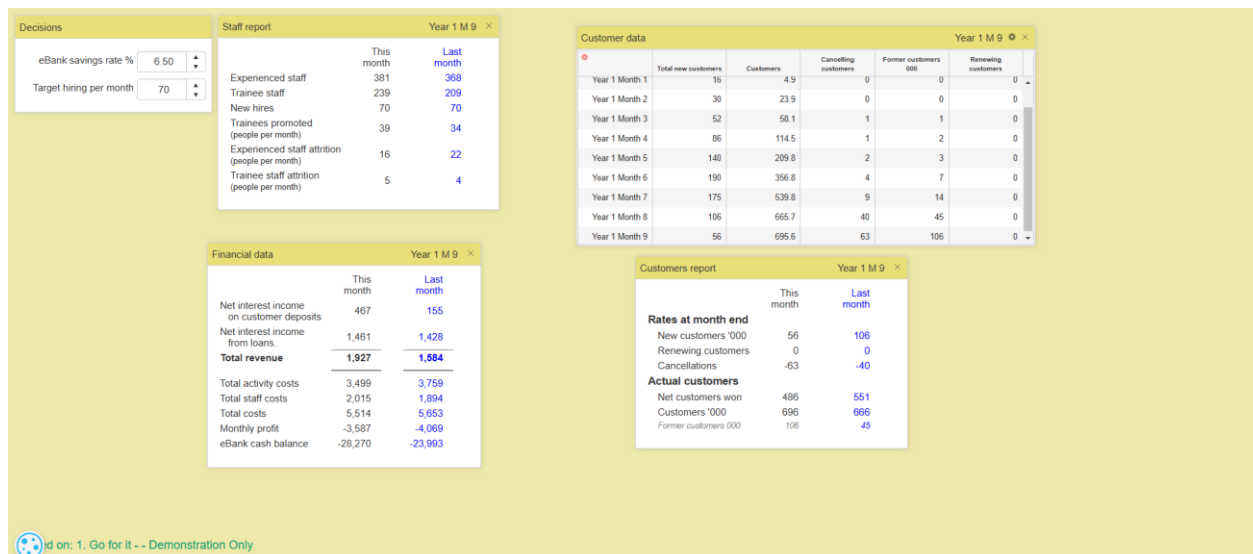 Decisions
eBank savings rate % 6.50
Target hiring per month 70
Staff report Year 1 M 9 ×
This month Last month
Experienced staff 381 368
Trainee staff 239 209
New hires 70 70
Trainees promoted 39 34
(people per month)
Experienced staff attrition 16 22
(people per month)
Trainee staff attrition 5 4
(people per month)
Customer data Year 1 M 9 ×
Total new customers Customers Cancelling customers Former customers 000 Renewing customers
Year 1 Month 1 16 4.9 0 0 0
Year 1 Month 2 30 23.9 0 0 0
Year 1 Month 3 52 58.1 1 1 0
Year 1 Month 4 86 114.5 1 2 0
Year 1 Month 5 140 209.8 2 3 0
Year 1 Month 6 190 356.8 4 7 0
Year 1 Month 7 175 539.8 9 14 0
Year 1 Month 8 106 665.7 40 45 0
Year 1 Month 9 56 695.6 63 106 0
Financial data Year 1 M 9 ×
This month Last month
Net interest income
on customer deposits 467 155
Net interest income
from loans. 1,461 1,428
Total revenue 1,927 1,584
Total activity costs 3,499 3,759
Total staff costs 2,015 1,894
Total costs 5,514 5,653
Monthly profit -3,587 -4,069
eBank cash balance -28,270 -23,993
Customers report Year 1 M 9 ×
This month Last month
Rates at month end
New customers '000 56 106
Renewing customers 0 0
Cancellations -63 -40
Actual customers
Net customers won 486 551
Customers '000 696 666
Former customers 000 106 45
ed on: 1. Go for it - - Demonstration Only